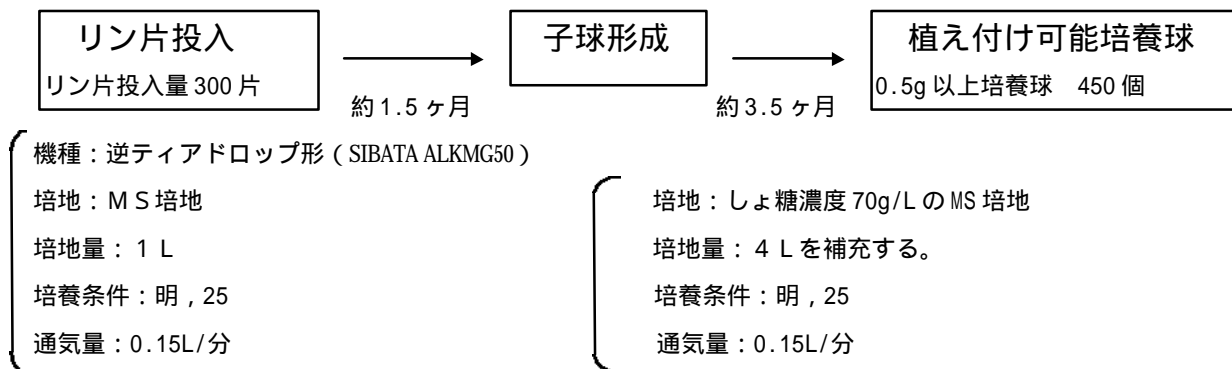 リン片投入
リン片投入量 300 片
約 1.5 ヶ月
子球形成
約 3.5 ヶ月
植え付け可能培養球
0.5g 以上培養球　450 個
機種：逆ティアドロップ形（SIBATA ALKMG50）
培地：ＭＳ培地
培地量：１Ｌ
培養条件：明，25
通気量：0.15L/分
培地：しょ糖濃度 70g/L の MS 培地
培地量：４Ｌを補充する。
培養条件：明，25
通気量：0.15L/分